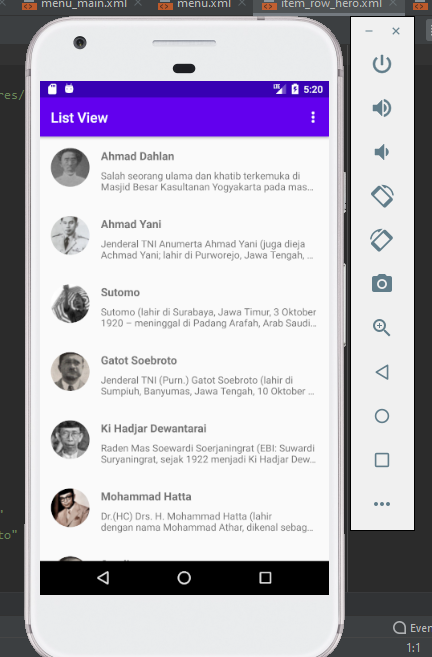 menu_main.xml
menu.xml
item_row_hero.xml
res/
5:20
List View
Ahmad Dahlan
Salah seorang ulama dan khatib terkemuka di
Masjid Besar Kasultanan Yogyakarta pada mas...
Ahmad Yani
Jenderal TNI Anumerta Ahmad Yani (juga dieja
Achmad Yani; lahir di Purworejo, Jawa Tengah, ...
Sutomo
Sutomo (lahir di Surabaya, Jawa Timur, 3 Oktober
1920 – meninggal di Padang Arafah, Arab Saudi...
Gatot Soebroto
Jenderal TNI (Purn.) Gatot Soebroto (lahir di
Sumpiuh, Banyumas, Jawa Tengah, 10 Oktober ...
Ki Hadjar Dewantarai
Raden Mas Soewardi Soerjaningrat (EBI: Suwardi
Suryaningrat, sejak 1922 menjadi Ki Hadjar Dew...
Mohammad Hatta
Dr.(HC) Drs. H. Mohammad Hatta (lahir
dengan nama Mohammad Athar, dikenal sebag...
"
to"
Even
1:1